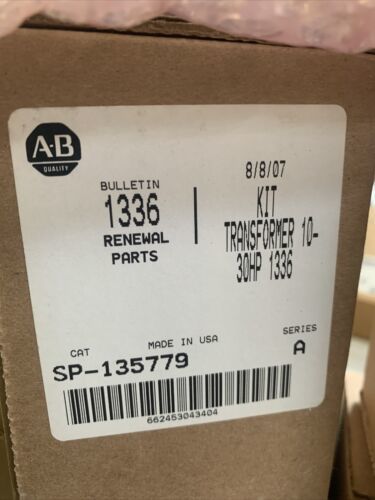 A-B
QUALITY
BULLETIN
1336
RENEWAL
PARTS
8/8/07
KIT
TRANSFORMER 10-
30HP 1336
MADE IN USA
CAT
SERIES
SP-135779
A
662453043404